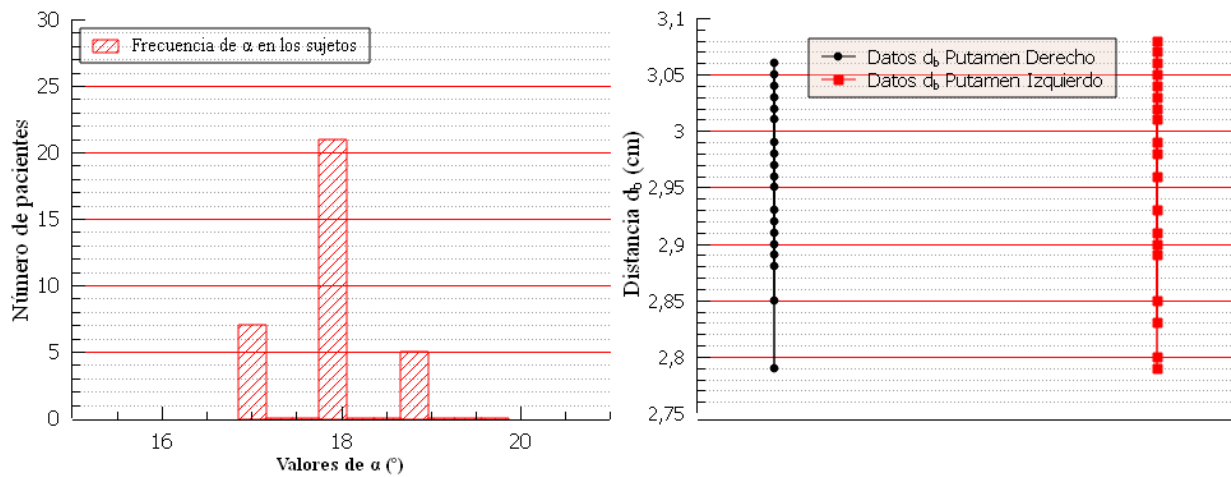 30
25
20
15
10
5
0
Número de pacientes
Frecuencia de α en los sujetos
16 18 20
Valores de α (°)
3,1
3,05
3
2,95
2,9
2,85
2,8
2,75
Distancia d_b (cm)
Datos d_b Putamen Derecho
Datos d_b Putamen Izquierdo